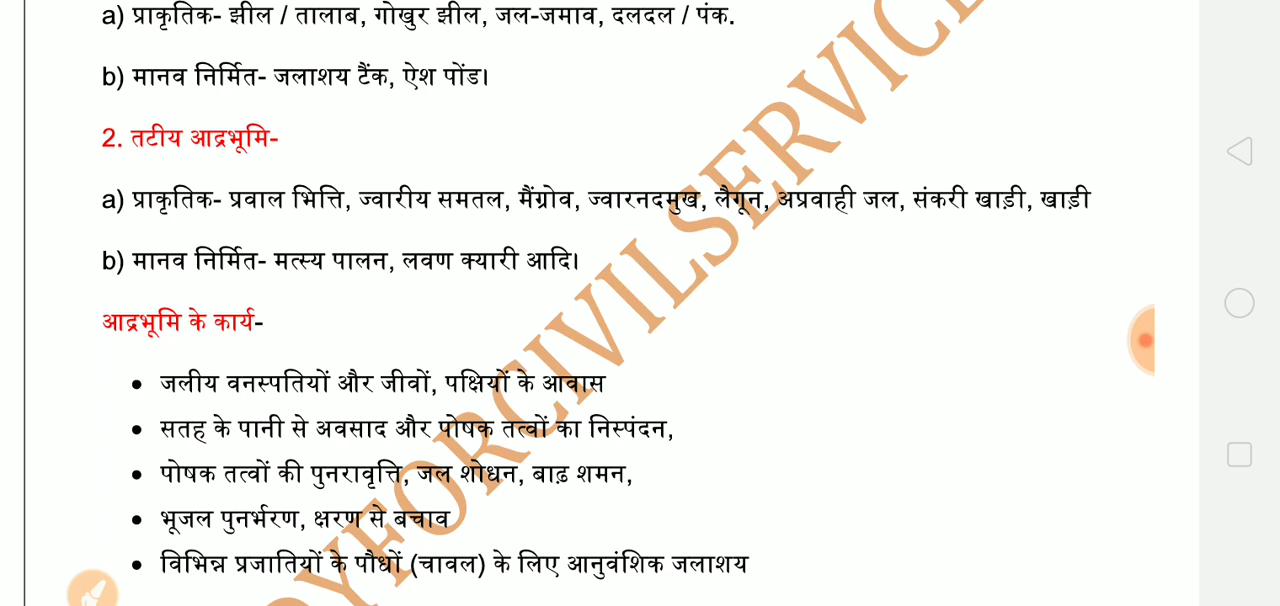 a) प्राकृतिक- झील / तालाब, गोखुर झील, जल-जमाव, दलदल / पंक.
b) मानव निर्मित- जलाशय टैंक, ऐश पोंड।
2. तटीय आद्रभूमि-
a) प्राकृतिक- प्रवाल भित्ति, ज्वारीय समतल, मैंग्रोव, ज्वारनदमुख, लैगून, अप्रवाही जल, संकरी खाड़ी, खाड़ी
b) मानव निर्मित- मत्स्य पालन, लवण क्यारी आदि।
आद्रभूमि के कार्य-
• जलीय वनस्पतियों और जीवों, पक्षियों के आवास
• सतह के पानी से अवसाद और पोषक तत्वों का निस्पंदन,
• पोषक तत्वों की पुनरावृत्ति, जल शोधन, बाढ़ शमन,
• भूजल पुनर्भरण, क्षरण से बचाव
• विभिन्न प्रजातियों के पौधों (चावल) के लिए आनुवंशिक जलाशय
DYFORCIVILSERVICE